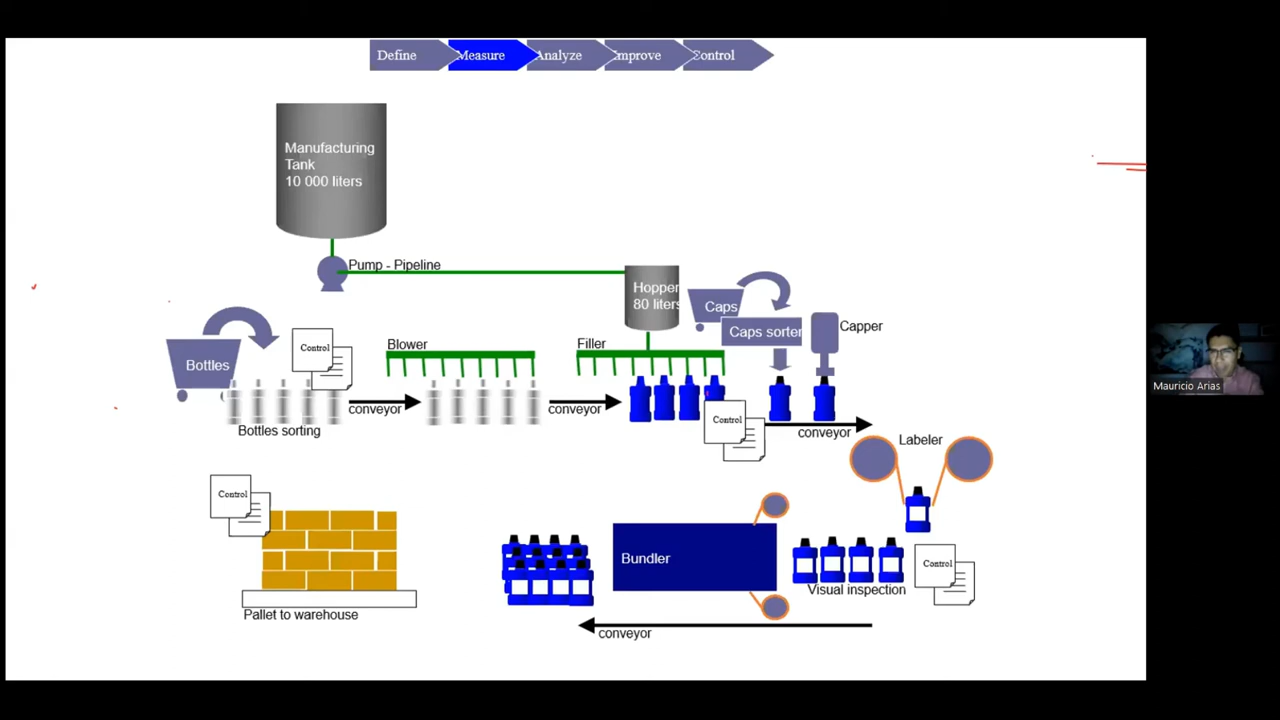 Define
Measure
Analyze
Improve
Control
Manufacturing
Tank
10 000 liters
Pump - Pipeline
Hopper
80 liters
Caps
Caps sorter
Capper
Bottles
Control
Blower
Filler
conveyor
conveyor
Bottles sorting
Control
conveyor
Labeler
Mauricio Arias
Control
Pallet to warehouse
Bundler
Visual inspection
Control
conveyor